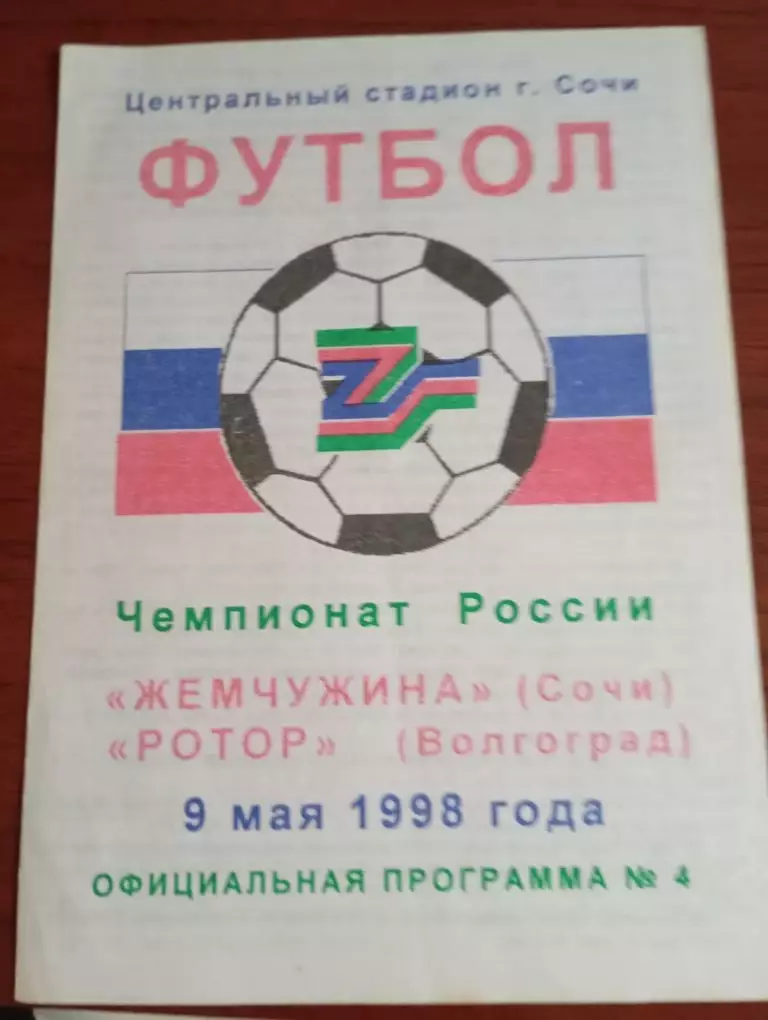 Центральный стадион г. Сочи
ФУТБОЛ
Чемпионат России
«ЖЕМЧУЖИНА» (Сочи)
«РОТОР» (Волгоград)
9 мая 1998 года
ОФИЦИАЛЬНАЯ ПРОГРАММА № 4